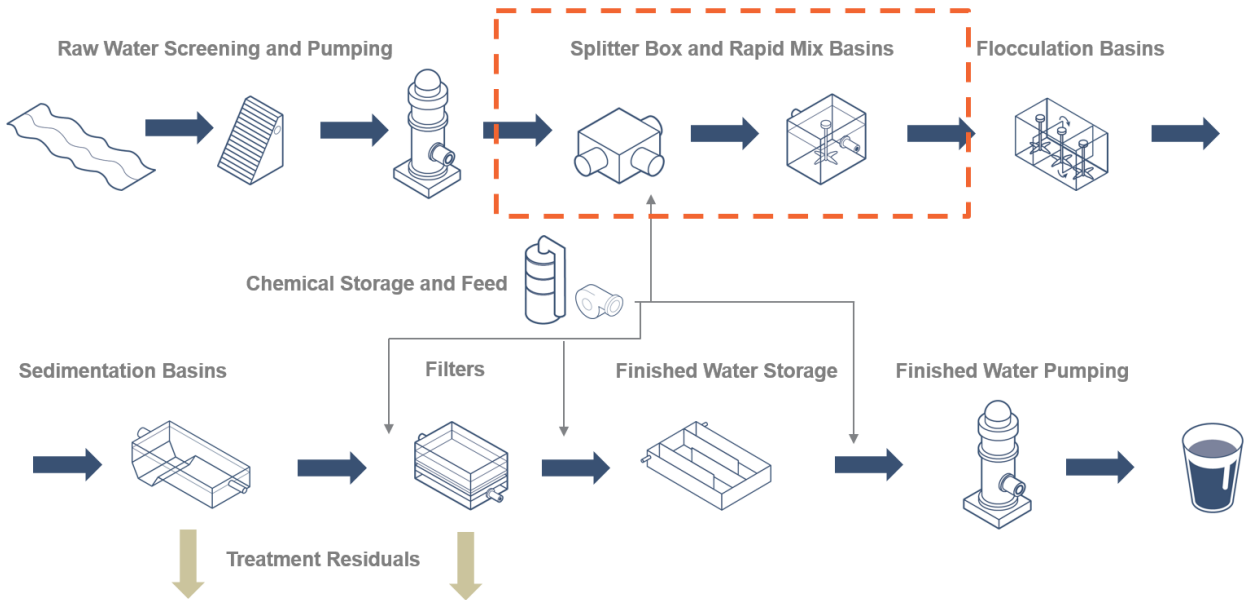 Raw Water Screening and Pumping
Splitter Box and Rapid Mix Basins
Flocculation Basins
Chemical Storage and Feed
Sedimentation Basins
Filters
Finished Water Storage
Finished Water Pumping
Treatment Residuals